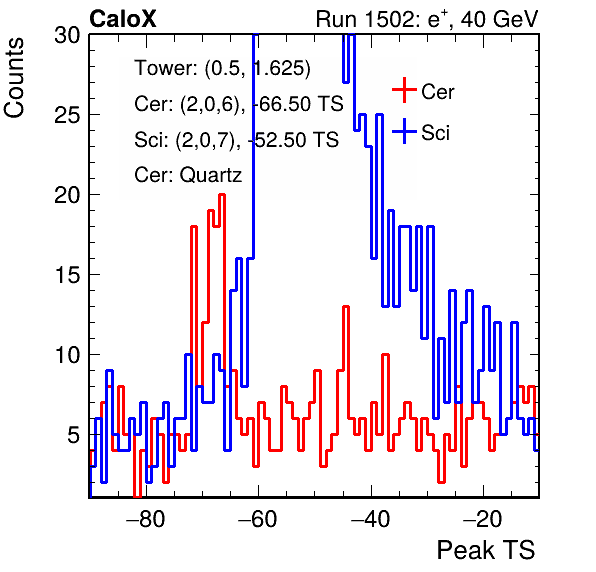 CaloX Run 1502: e+, 40 GeV
Counts
30
25
20
15
10
5
Tower: (0.5, 1.625)
Cer: (2,0,6), -66.50 TS
Sci: (2,0,7), -52.50 TS
Cer: Quartz
Cer
Sci
−80 −60 −40 −20
Peak TS